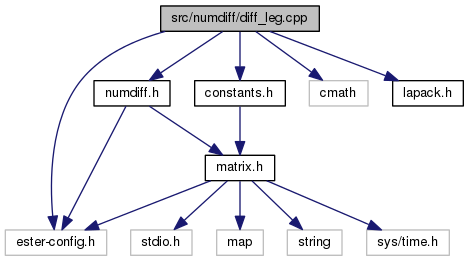 src/numdiff/diff_leg.cpp
numdiff.h
constants.h
cmath
lapack.h
matrix.h
ester-config.h
stdio.h
map
string
sys/time.h